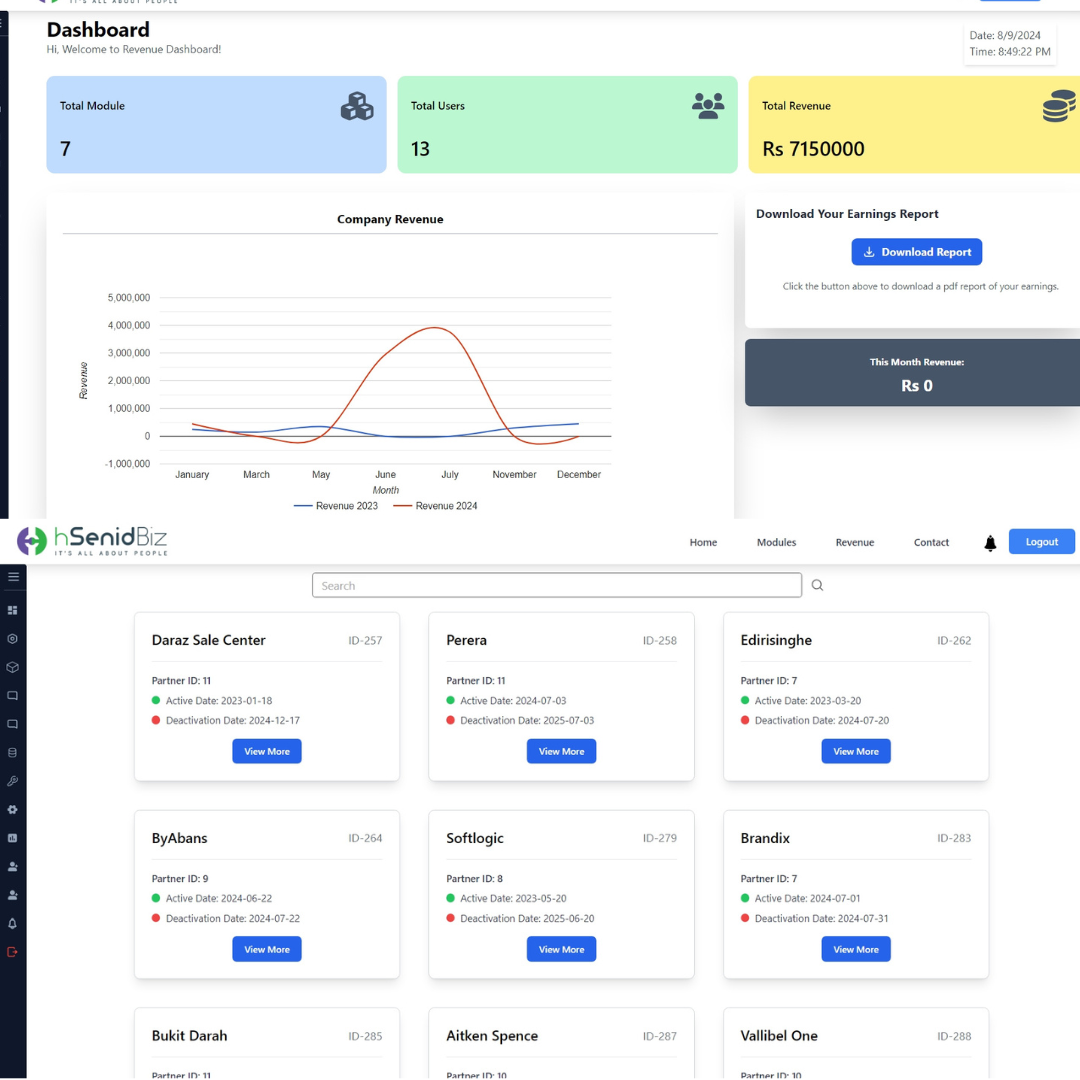 IT'S ALL ABOUT PEOPLE
Dashboard
Hi, Welcome to Revenue Dashboard!
Date: 8/9/2024
Time: 8:49:22 PM
Total Module
7
Total Users
13
Total Revenue
Rs 7150000
Company Revenue
5,000,000
4,000,000
3,000,000
2,000,000
1,000,000
0
-1,000,000
Revenue
January March May June July November December
Month
Revenue 2023 Revenue 2024
Download Your Earnings Report
Download Report
Click the button above to download a pdf report of your earnings.
This Month Revenue:
Rs 0
hSenidBiz
IT'S ALL ABOUT PEOPLE
Home Modules Revenue Contact Logout
Search
Daraz Sale Center ID-257
Partner ID: 11
Active Date: 2023-01-18
Deactivation Date: 2024-12-17
View More
Perera ID-258
Partner ID: 11
Active Date: 2024-07-03
Deactivation Date: 2025-07-03
View More
Edirisinghe ID-262
Partner ID: 7
Active Date: 2023-03-20
Deactivation Date: 2024-07-20
View More
ByAbans ID-264
Partner ID: 9
Active Date: 2024-06-22
Deactivation Date: 2024-07-22
View More
Softlogic ID-279
Partner ID: 8
Active Date: 2023-05-20
Deactivation Date: 2025-06-20
View More
Brandix ID-283
Partner ID: 7
Active Date: 2024-07-01
Deactivation Date: 2024-07-31
View More
Bukit Darah ID-285
Partner ID: 11
Aitken Spence ID-287
Partner ID: 10
Vallibel One ID-288
Partner ID: 10